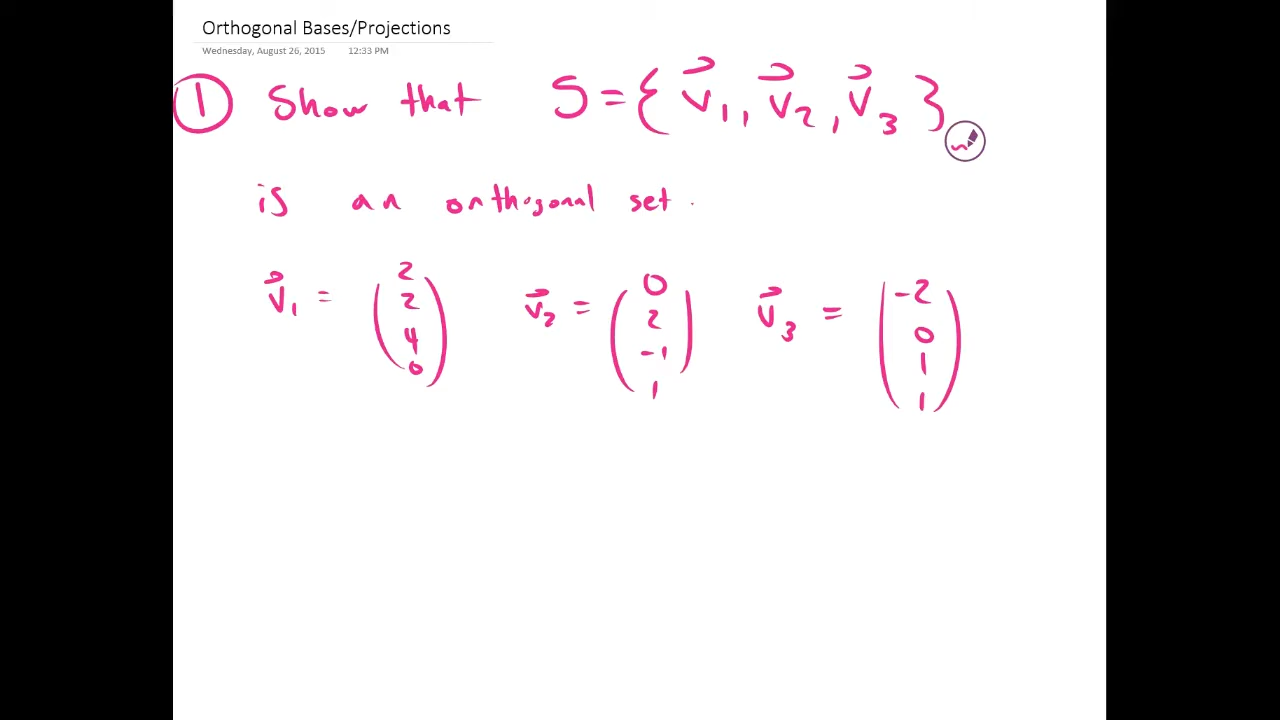 Orthogonal Bases/Projections
Wednesday, August 26, 2015 12:33 PM
① Show that S = { v⃗₁, v⃗₂, v⃗₃ }
is an orthogonal set.
v⃗₁ = (2 2 4 0) v⃗₂ = (0 2 -1 1) v⃗₃ = (-2 0 1 1)